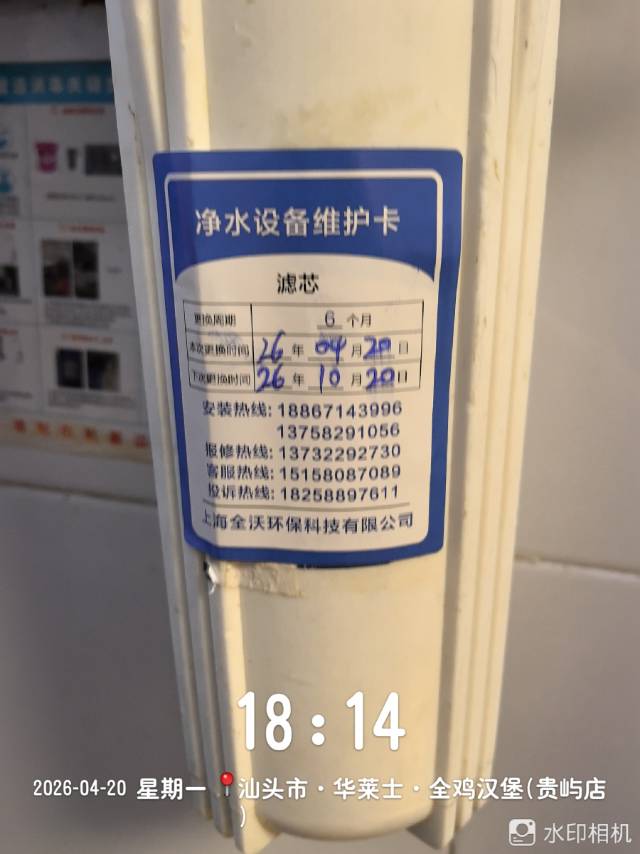 净水设备维护卡
滤芯
更换周期 6 个月
本次更换时间 26 年 04 月 20 日
下次更换时间 26 年 10 月 20 日
安装热线: 18867143996
13758291056
报修热线: 13732292730
客服热线: 15158087089
投诉热线: 18258897611
上海全沃环保科技有限公司
18:14
2026-04-20 星期一 汕头市·华莱士·全鸡汉堡(贵屿店
)
水印相机